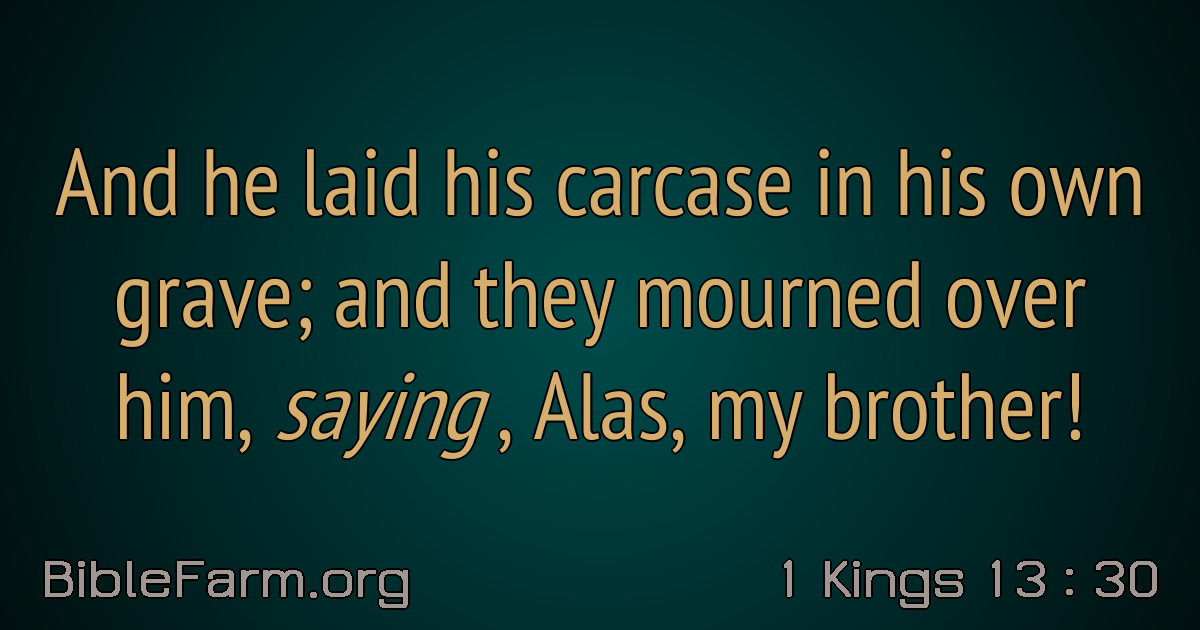 And he laid his carcase in his own
grave; and they mourned over
him, saying , Alas, my brother!
BibleFarm.org
1 Kings 13 : 30